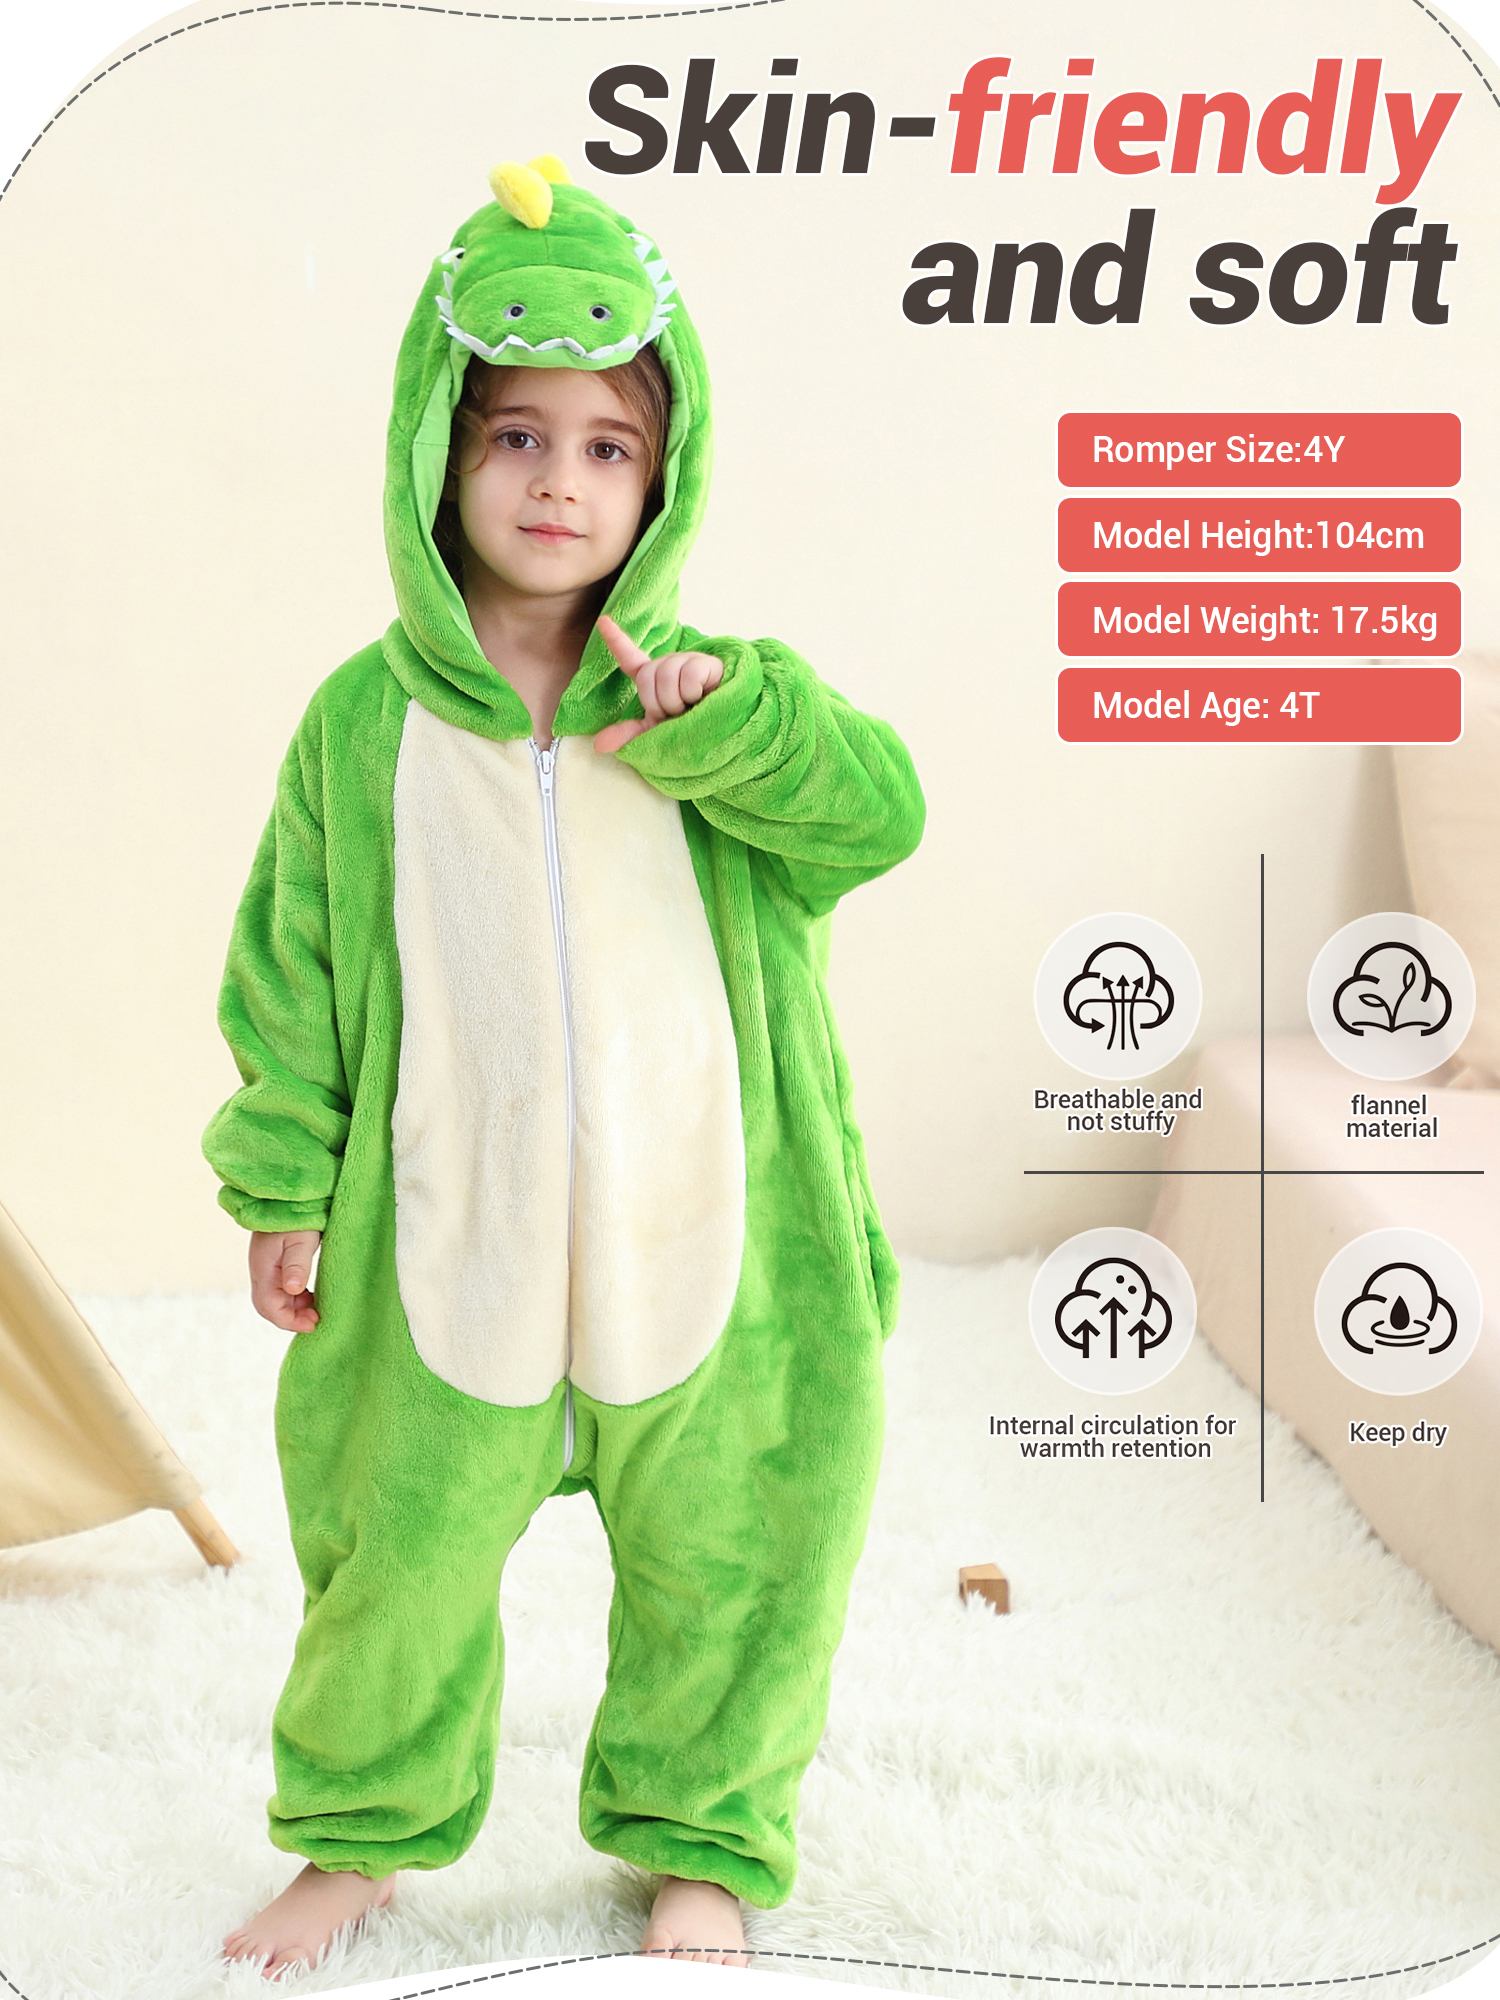 Skin-friendly
and soft
Romper Size:4Y
Model Height:104cm
Model Weight: 17.5kg
Model Age: 4T
Breathable and
not stuffy
flannel
material
Internal circulation for
warmth retention
Keep dry